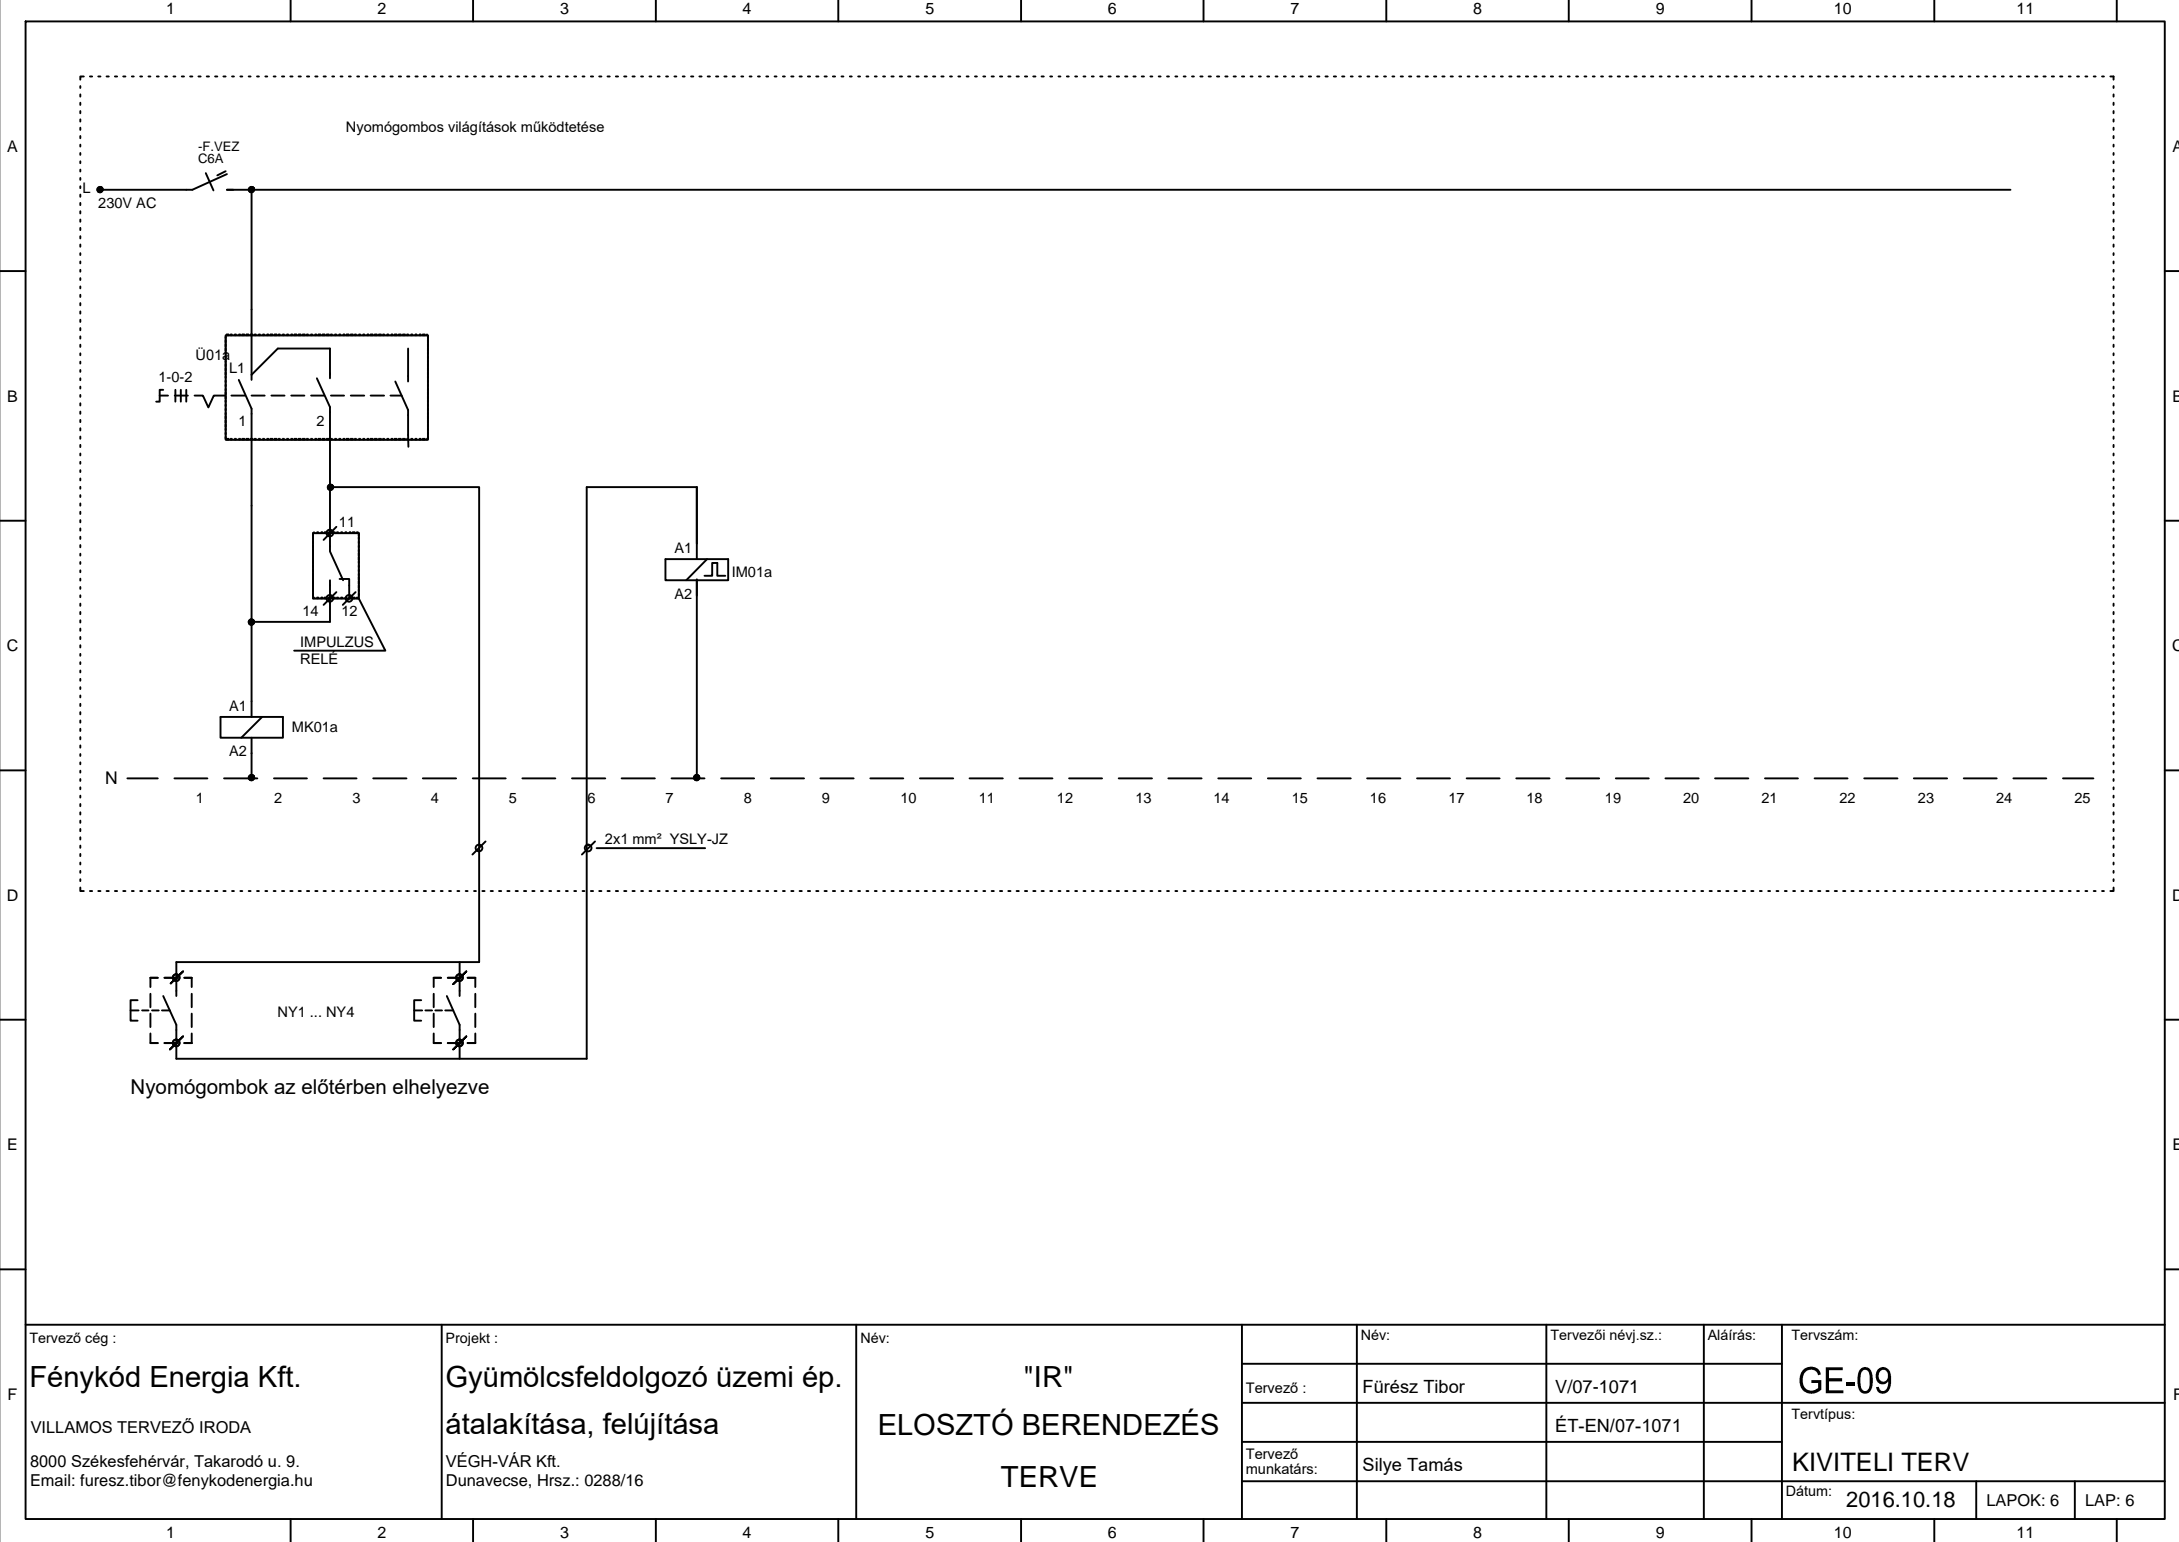 1 2 3 4 5 6 7 8 9 10 11
A A
Nyomógombos világítások működtetése
-F.VEZ
C6A
L
230V AC
Ü01a
L1
1-0-2
B B
1 2
11
A1
IM01a
A2
14 12
C C
IMPULZUS
RELÉ
A1
MK01a
A2
N
1 2 3 4 5 6 7 8 9 10 11 12 13 14 15 16 17 18 19 20 21 22 23 24 25
2x1 mm² YSLY-JZ
D D
NY1 ... NY4
Nyomógombok az előtérben elhelyezve
E E
F F
Tervező cég :
Fénykód Energia Kft.
VILLAMOS TERVEZŐ IRODA
8000 Székesfehérvár, Takarodó u. 9.
Email: furesz.tibor@fenykodenergia.hu
Projekt :
Gyümölcsfeldolgozó üzemi ép.
átalakítása, felújítása
VÉGH-VÁR Kft.
Dunavecse, Hrsz.: 0288/16
Név:
"IR"
ELOSZTÓ BERENDEZÉS
TERVE
Név: Tervezői névj.sz.: Aláírás:
Tervező : Fürész Tibor V/07-1071
ÉT-EN/07-1071
Tervező
munkatárs: Silye Tamás
Tervszám:
GE-09
Tervtípus:
KIVITELI TERV
Dátum: 2016.10.18 LAPOK: 6 LAP: 6
1 2 3 4 5 6 7 8 9 10 11